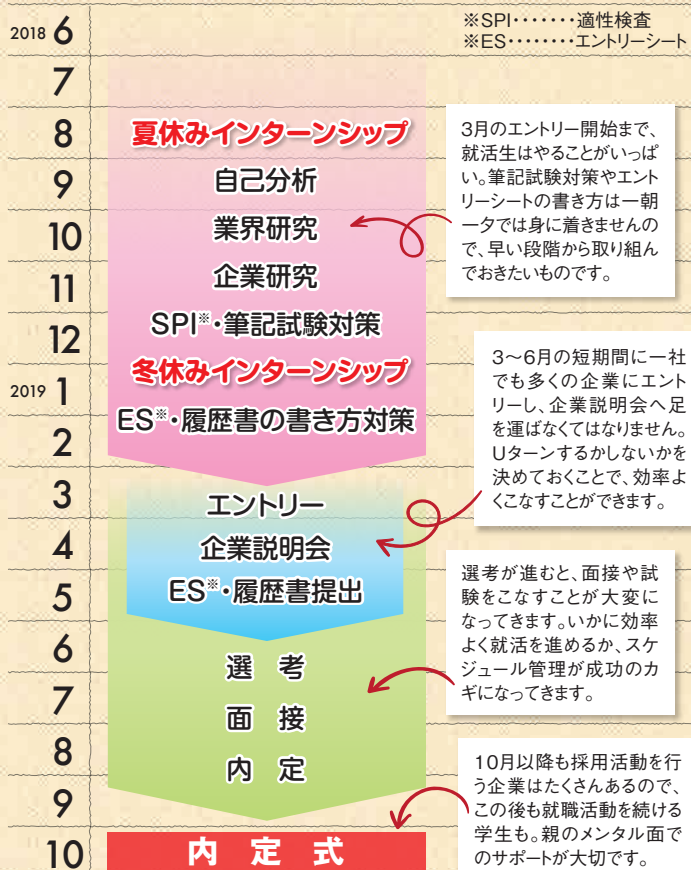 ※SPI・・・・・・・適性検査
※ES・・・・・・・・エントリーシート
2018 6
7
8
9
10
11
12
2019 1
2
3
4
5
6
7
8
9
10
夏休みインターンシップ
自己分析
業界研究
企業研究
SPI※・筆記試験対策
冬休みインターンシップ
ES※・履歴書の書き方対策
エントリー
企業説明会
ES※・履歴書提出
選 考
面 接
内 定
内 定 式
3月のエントリー開始まで、
就活生はやることがいっぱ
い。筆記試験対策やエント
リーシートの書き方は一朝
一夕では身に着きませんの
で、早い段階から取り組ん
でおきたいものです。
3〜6月の短期間に一社
でも多くの企業にエント
リーし、企業説明会へ足
を運ばなくてはなりません。
Uターンするかしないかを
決めておくことで、効率よ
くこなすことができます。
選考が進むと、面接や試
験をこなすことが大変に
なってきます。いかに効率
よく就活を進めるか、スケ
ジュール管理が成功のカ
ギになってきます。
10月以降も採用活動を行
う企業はたくさんあるので、
この後も就職活動を続ける
学生も。親のメンタル面で
のサポートが大切です。